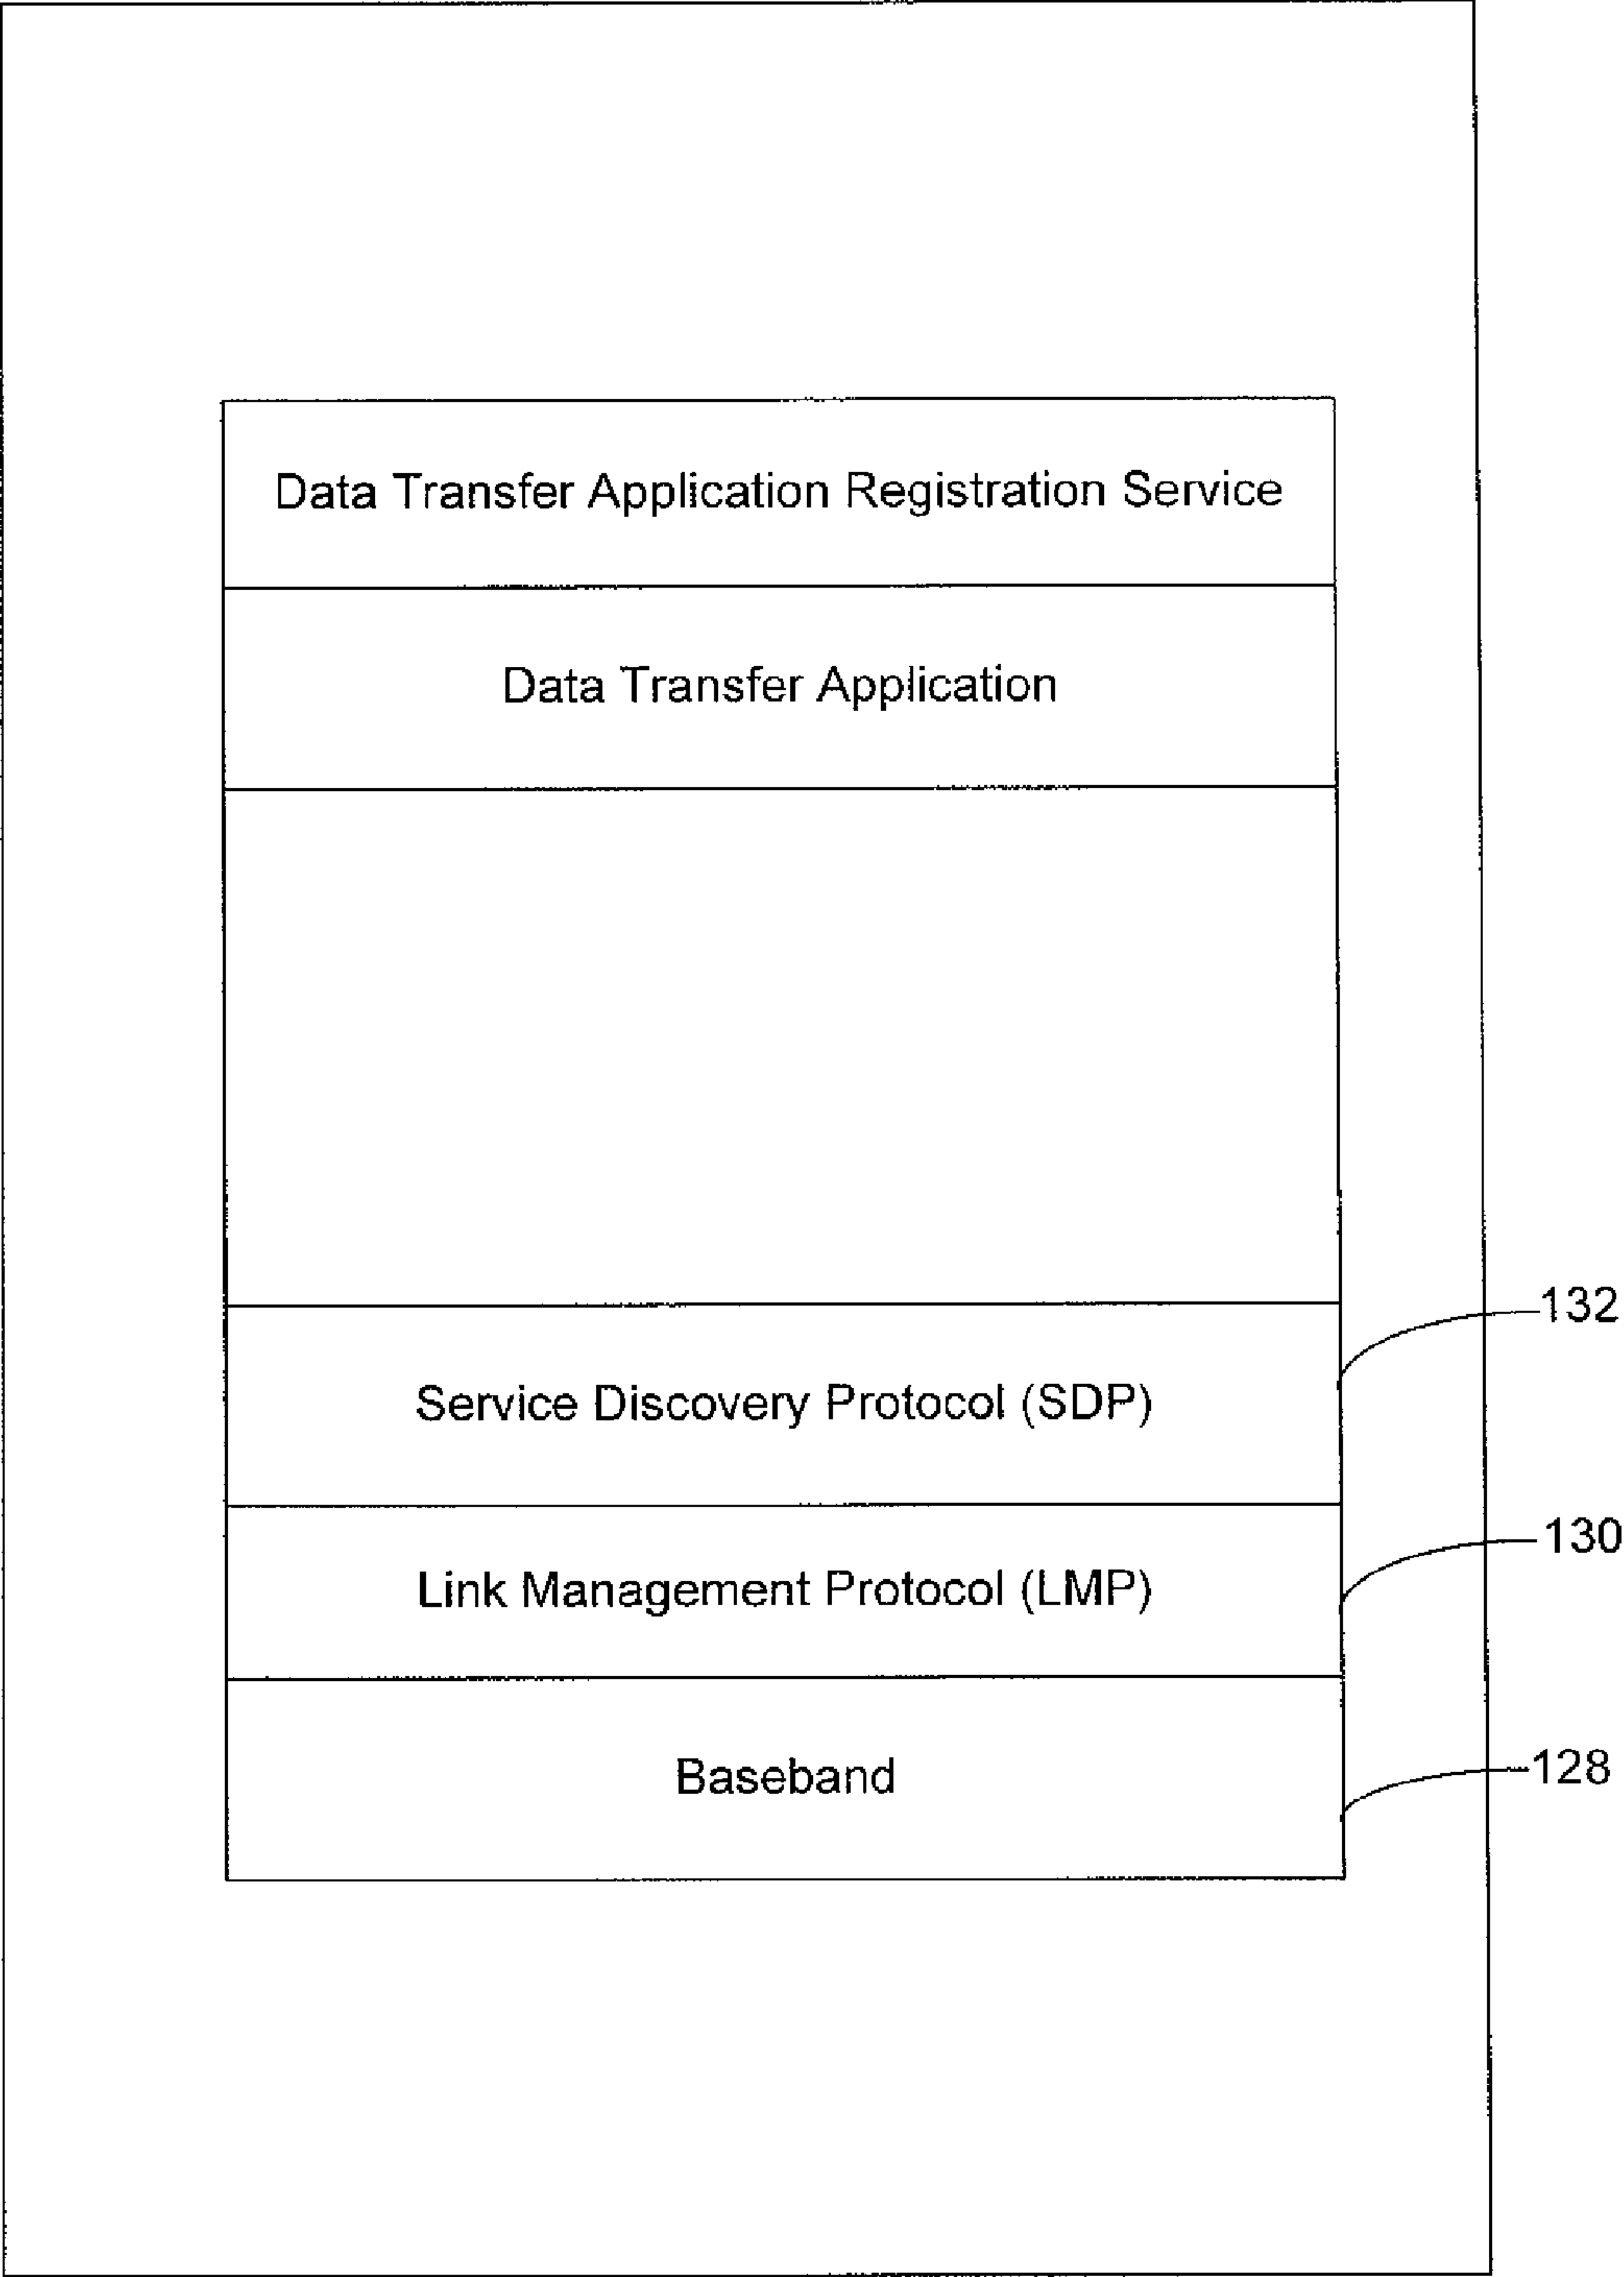 Data Transfer Application Registration Service
Data Transfer Application
132
Service Discovery Protocol (SDP)
130
Link Management Protocol (LMP)
128
Baseband